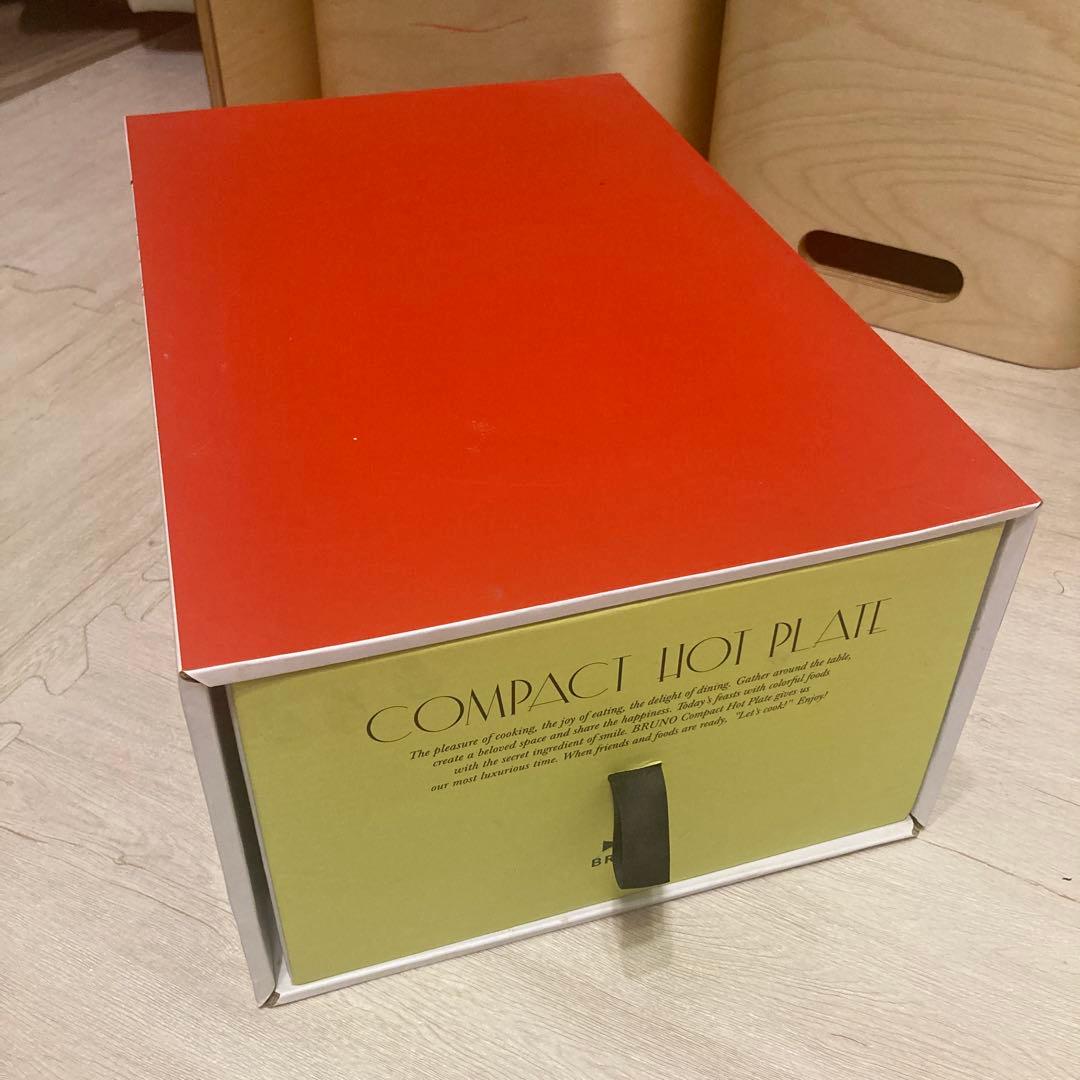 COMPACT HOT PLATE
The pleasure of cooking, the joy of eating, the delight of dining. Gather around the table,
create a beloved space and share the happiness. Today's feasts with colorful foods
with the secret ingredient of smile. BRUNO Compact Hot Plate gives us
our most luxurious time. When friends and foods are ready, "Let's cook!" Enjoy!
BR